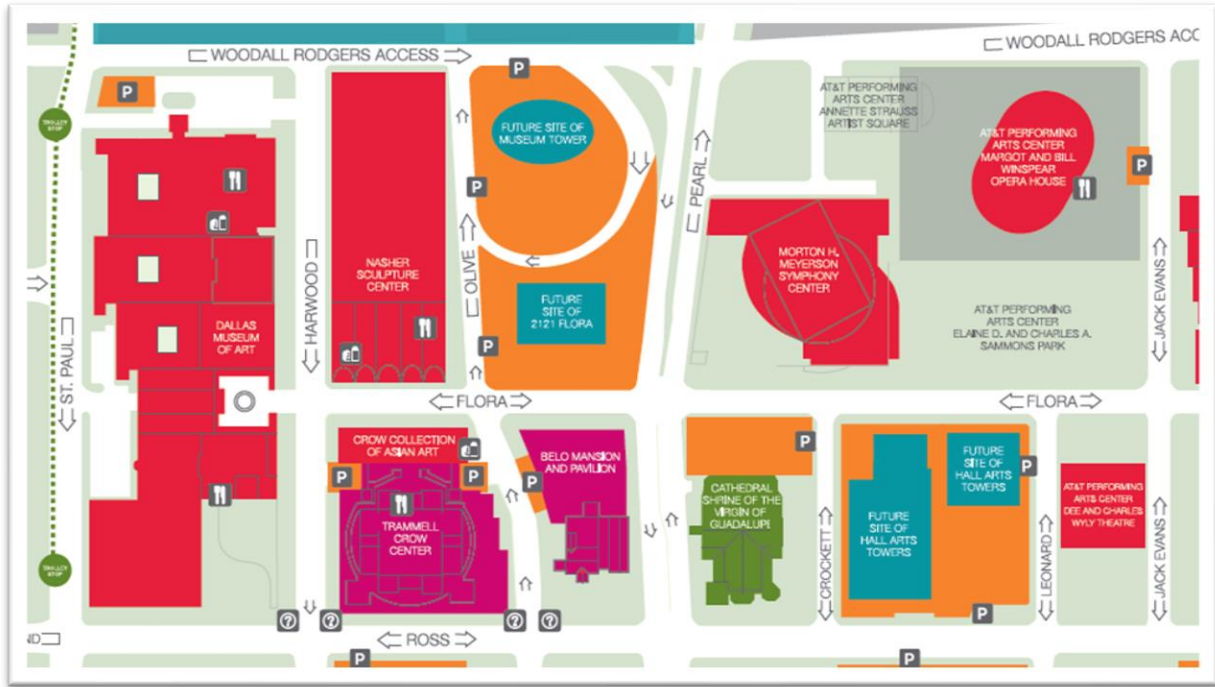 WOODALL RODGERS ACCESS
WOODALL RODGERS ACC
P
P
TROLLEY
STOP
FUTURE SITE OF
MUSEUM TOWER
AT&T PERFORMING
ARTS CENTER
ANNETTE STRAUSS
ARTIST SQUARE
AT&T PERFORMING
ARTS CENTER
MARGOT AND BILL
WINSPEAR
OPERA HOUSE
P
P
PEARL
HARWOOD
NASHER
SCULPTURE
CENTER
OLIVE
MORTON H.
MEYERSON
SYMPHONY
CENTER
JACK EVANS
ST. PAUL
DALLAS
MUSEUM
OF ART
FUTURE
SITE OF
2121 FLORA
P
AT&T PERFORMING
ARTS CENTER
ELAINE D. AND CHARLES A.
SAMMONS PARK
FLORA
FLORA
CROW COLLECTION
OF ASIAN ART
P
P
TRAMMELL
CROW
CENTER
BELO MANSION
AND PAVILION
P
P
CATHEDRAL
SHRINE OF THE
VIRGIN OF
GUADALUPI
CROCKETT
FUTURE
SITE OF
HALL ARTS
TOWERS
FUTURE
SITE OF
HALL ARTS
TOWERS
P
P
LEONARD
AT&T PERFORMING
ARTS CENTER
DEE AND CHARLES
WYLY THEATRE
JACK EVANS
TROLLEY
STOP
?
?
?
?
ND
ROSS
P
P